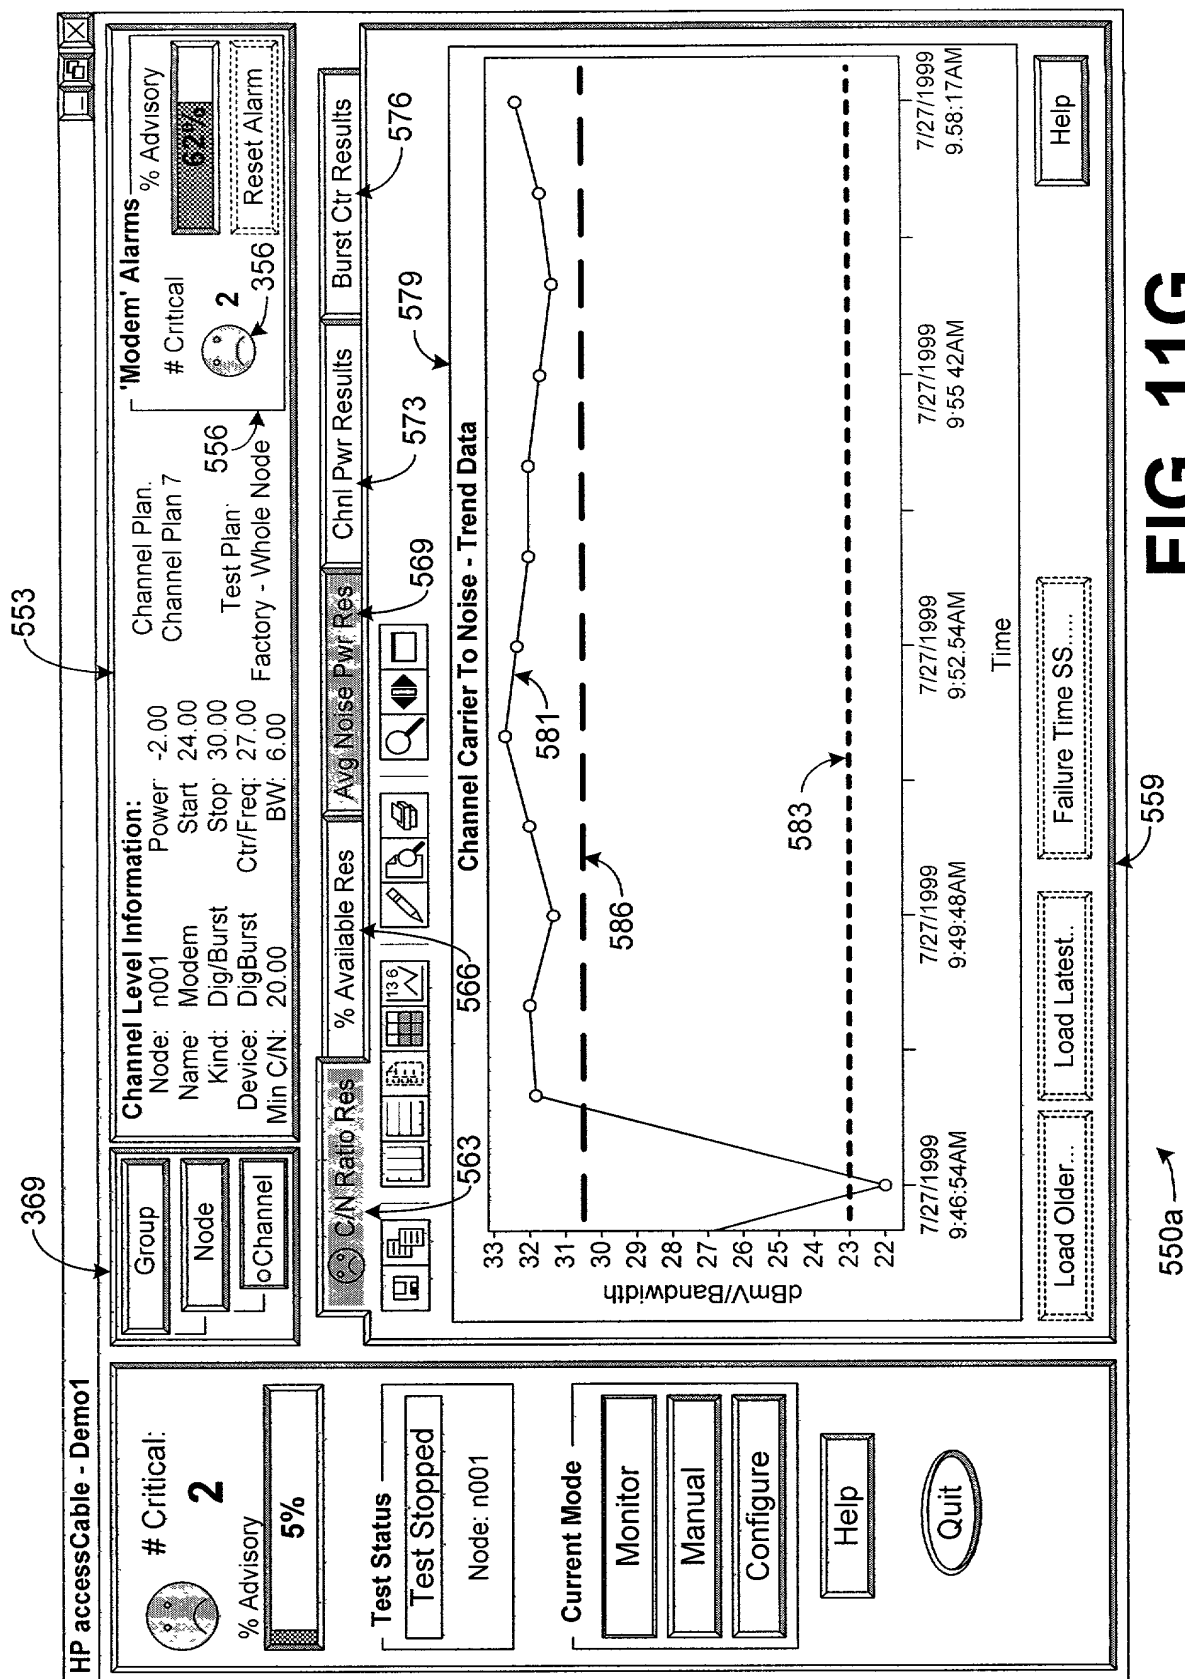 HP accessCable - Demo1
# Critical:
2
% Advisory
5%
Test Status
Test Stopped
Node: n001
Current Mode
Monitor
Manual
Configure
Help
Quit
369
Group
Node
oChannel
553
Channel Level Information:
Node: n001 Power: -2.00
Name: Modem Start 24.00
Kind: Dig/Burst Stop: 30.00
Device: DigBurst Ctr/Freq: 27.00
Min C/N: 20.00 BW: 6.00
Channel Plan.
Channel Plan 7
Test Plan:
Factory - Whole Node
556
'Modem' Alarms
# Critical
2
356
% Advisory
62%
Reset Alarm
C/N Ratio Res
% Available Res
Avg Noise Pwr Res
Chnl Pwr Results
Burst Ctr Results
563
566
569
573
576
579
Channel Carrier To Noise - Trend Data
dBmV/Bandwidth
33
32
31
30
29
28
27
26
25
24
23
22
581
586
583
7/27/1999
9:46:54AM
7/27/1999
9:49:48AM
7/27/1999
9:52.54AM
7/27/1999
9:55 42AM
7/27/1999
9.58:17AM
Time
Load Older...
Load Latest..
Failure Time SS.....
Help
559
550a
FIG. 11G